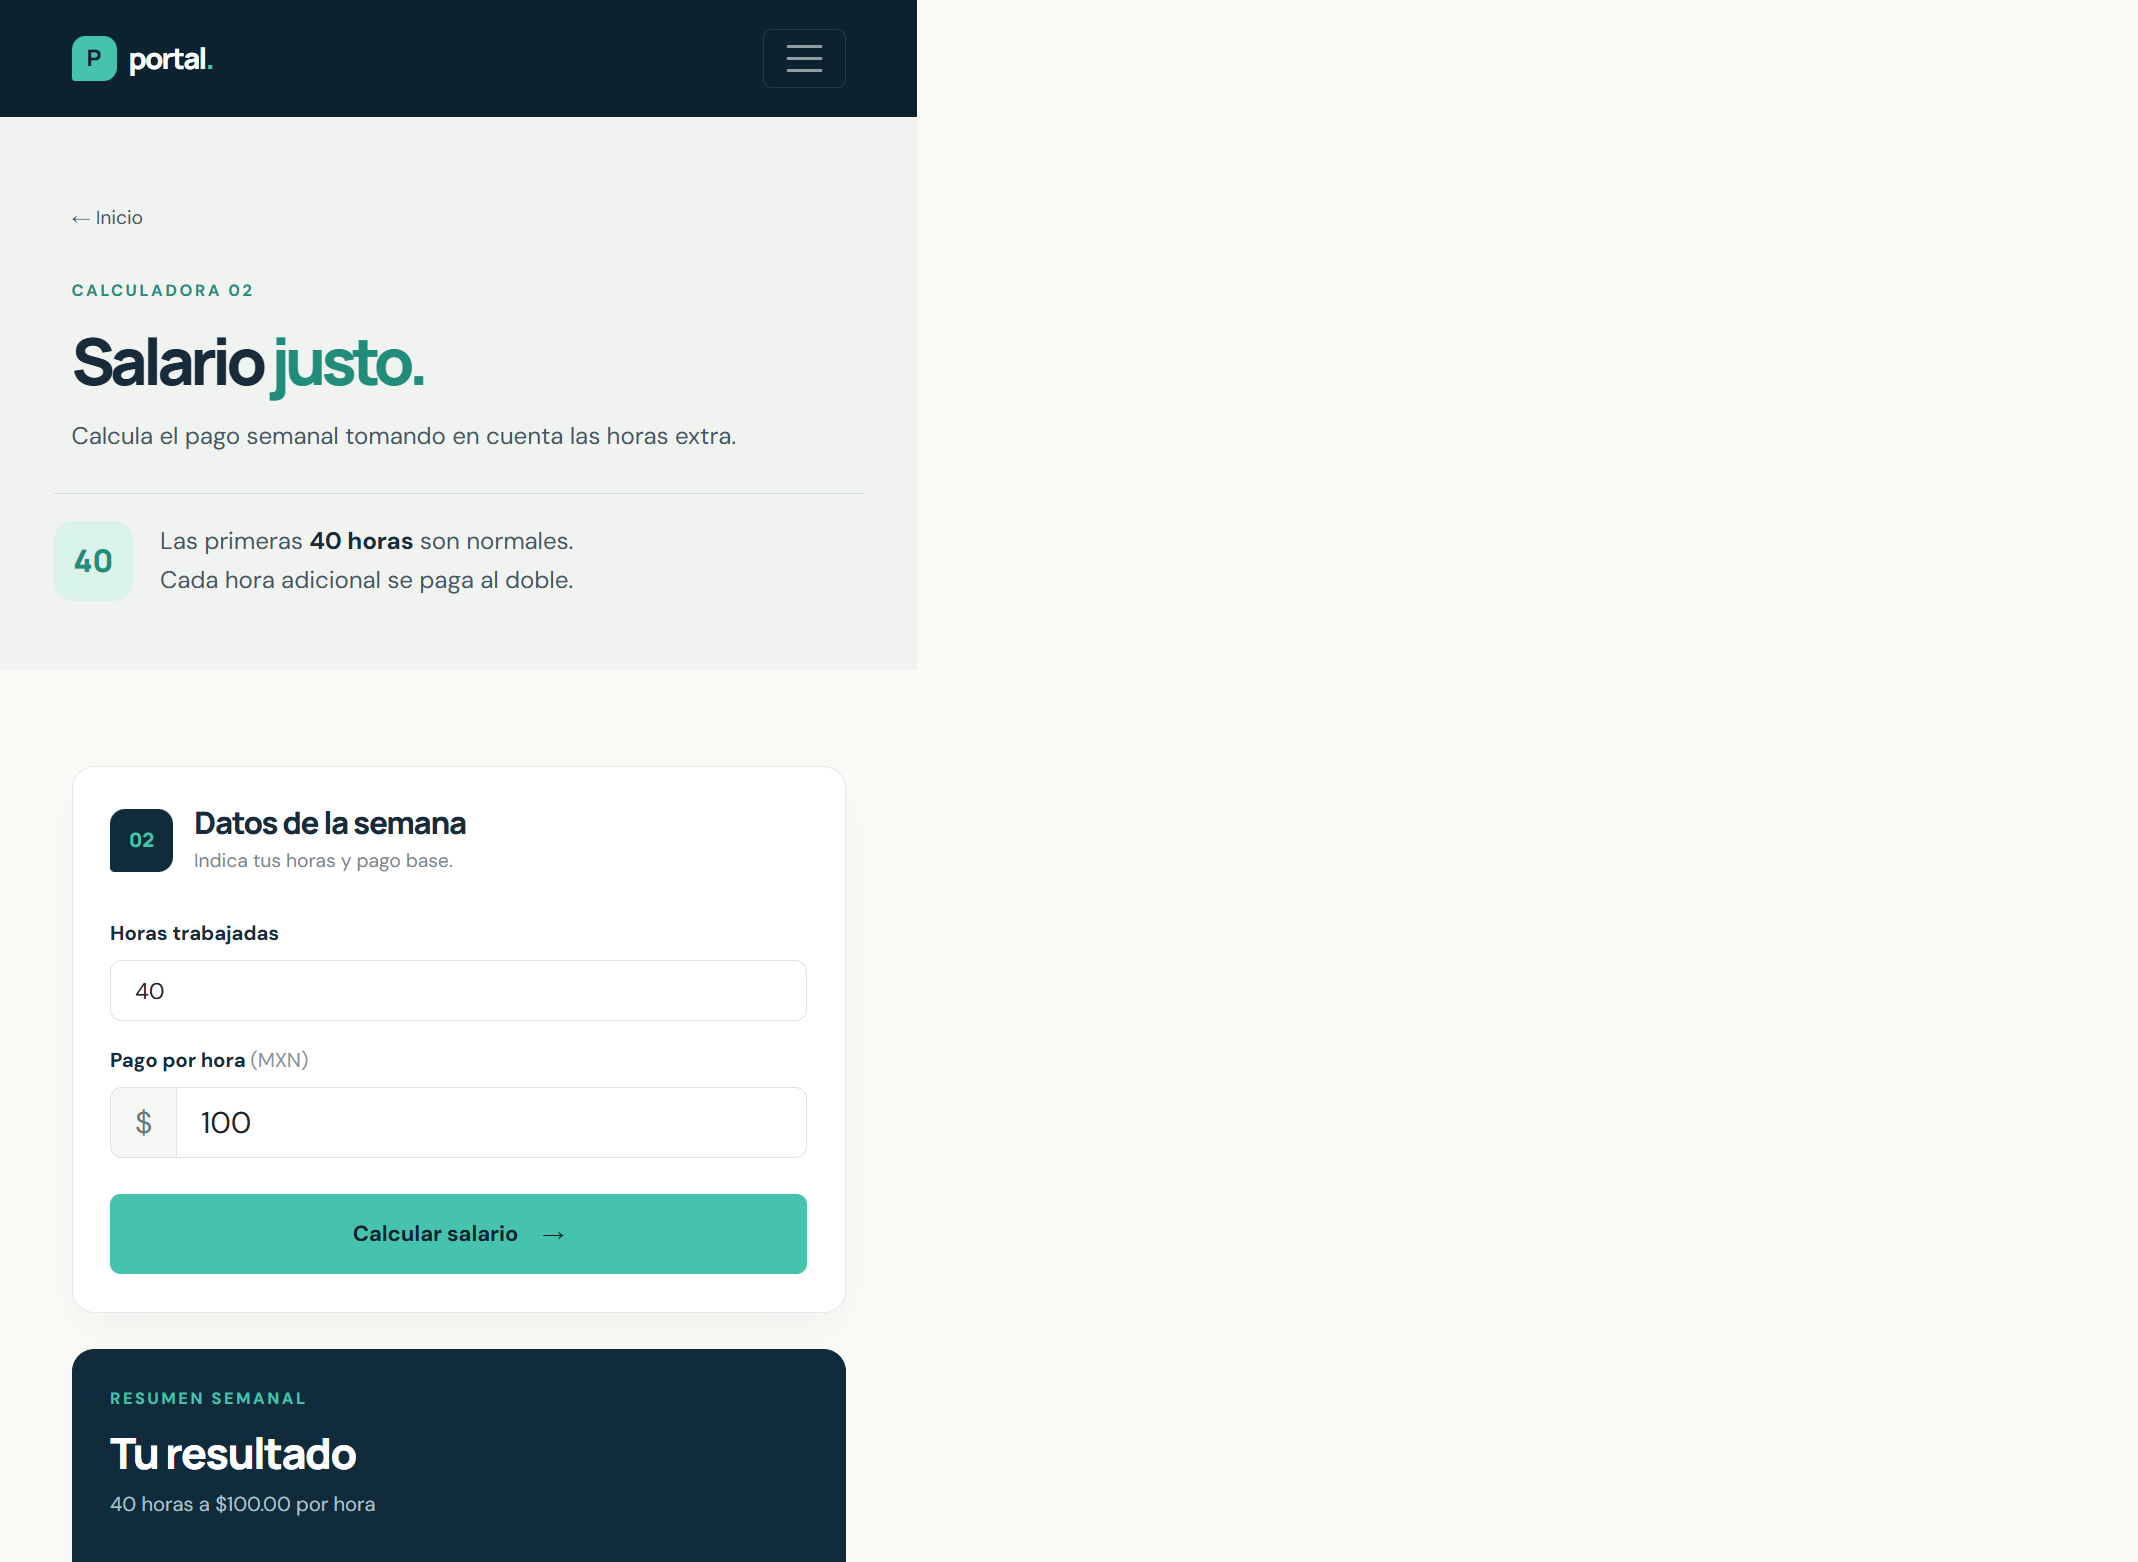 P portal.
← Inicio
CALCULADORA 02
Salario justo.
Calcula el pago semanal tomando en cuenta las horas extra.
40
Las primeras 40 horas son normales.
Cada hora adicional se paga al doble.
02
Datos de la semana
Indica tus horas y pago base.
Horas trabajadas
40
Pago por hora (MXN)
$ 100
Calcular salario →
RESUMEN SEMANAL
Tu resultado
40 horas a $100.00 por hora